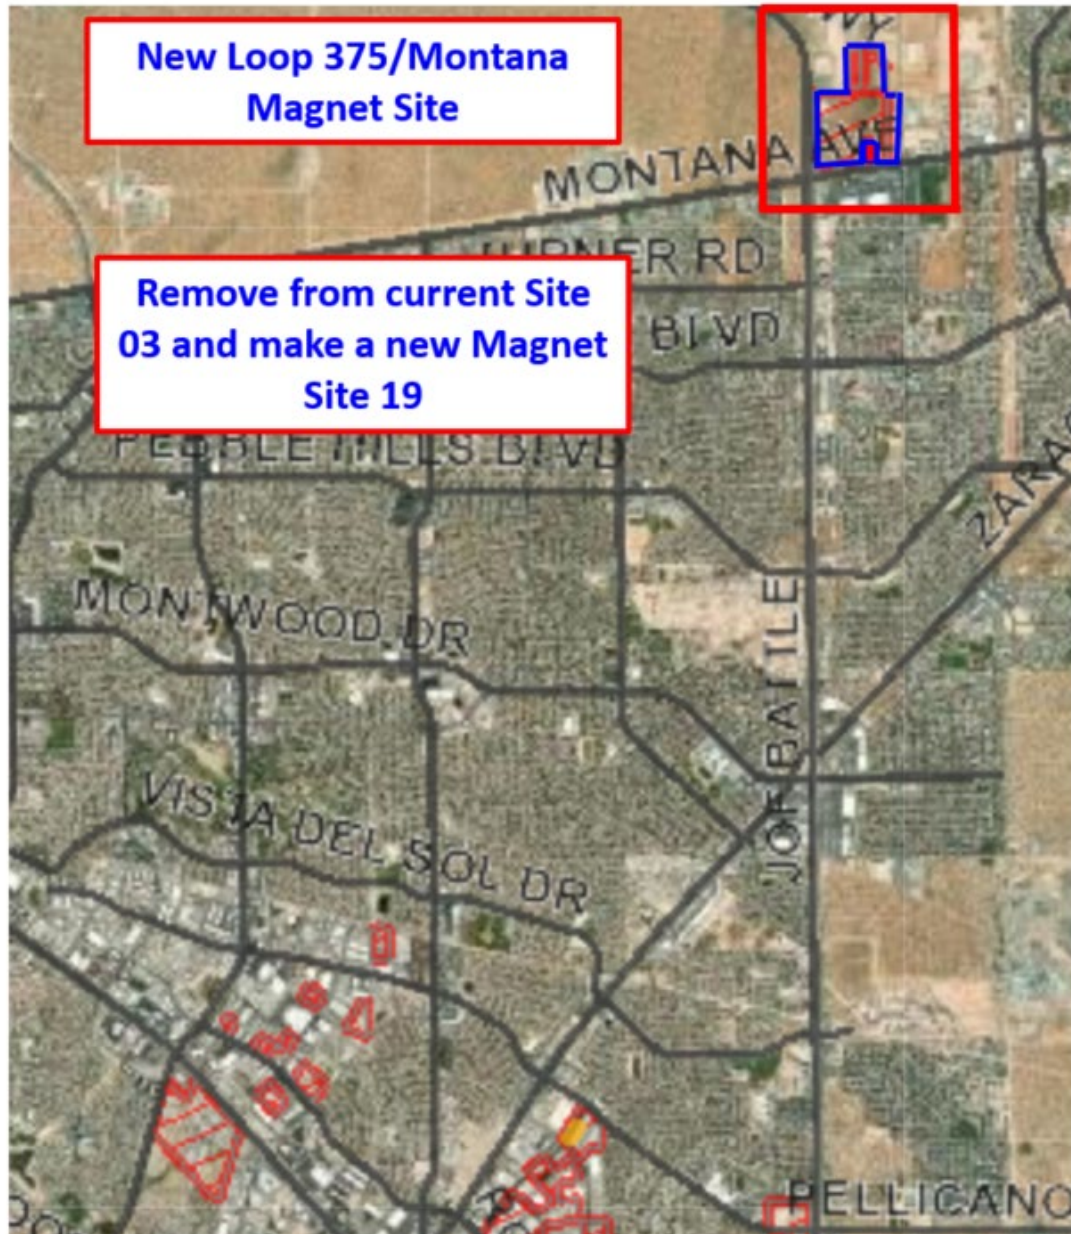 New Loop 375/Montana
Magnet Site
MONTANA AVE
Remove from current Site
03 and make a new Magnet
Site 19
RD
BLVD
PEBBLE HILLS BLVD
MONTWOOD DR
JOE BATTLE
VISTA DEL SOL DR
PELLICANO